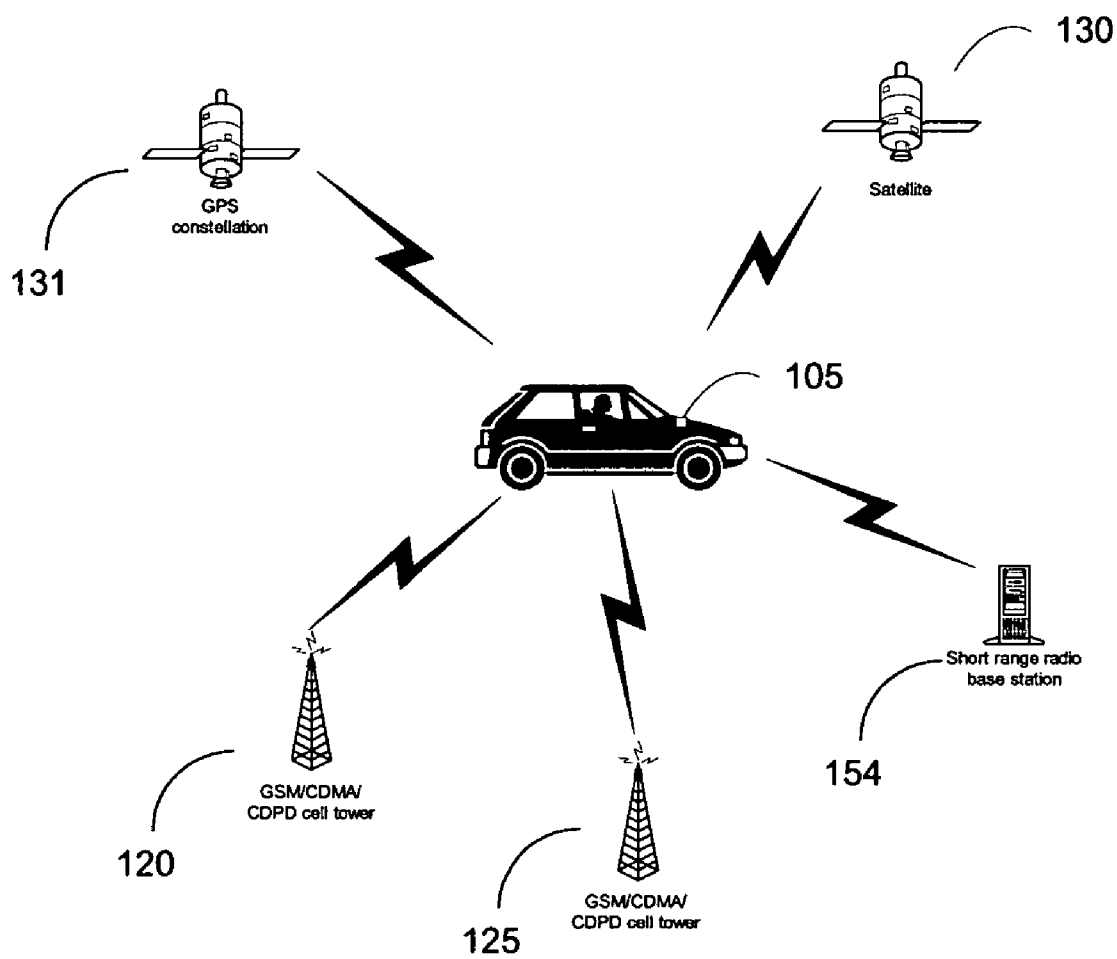 130
GPS
constellation
Satellite
131
105
Short range radio
base station
154
GSM/CDMA/
CDPD cell tower
120
GSM/CDMA/
CDPD cell tower
125